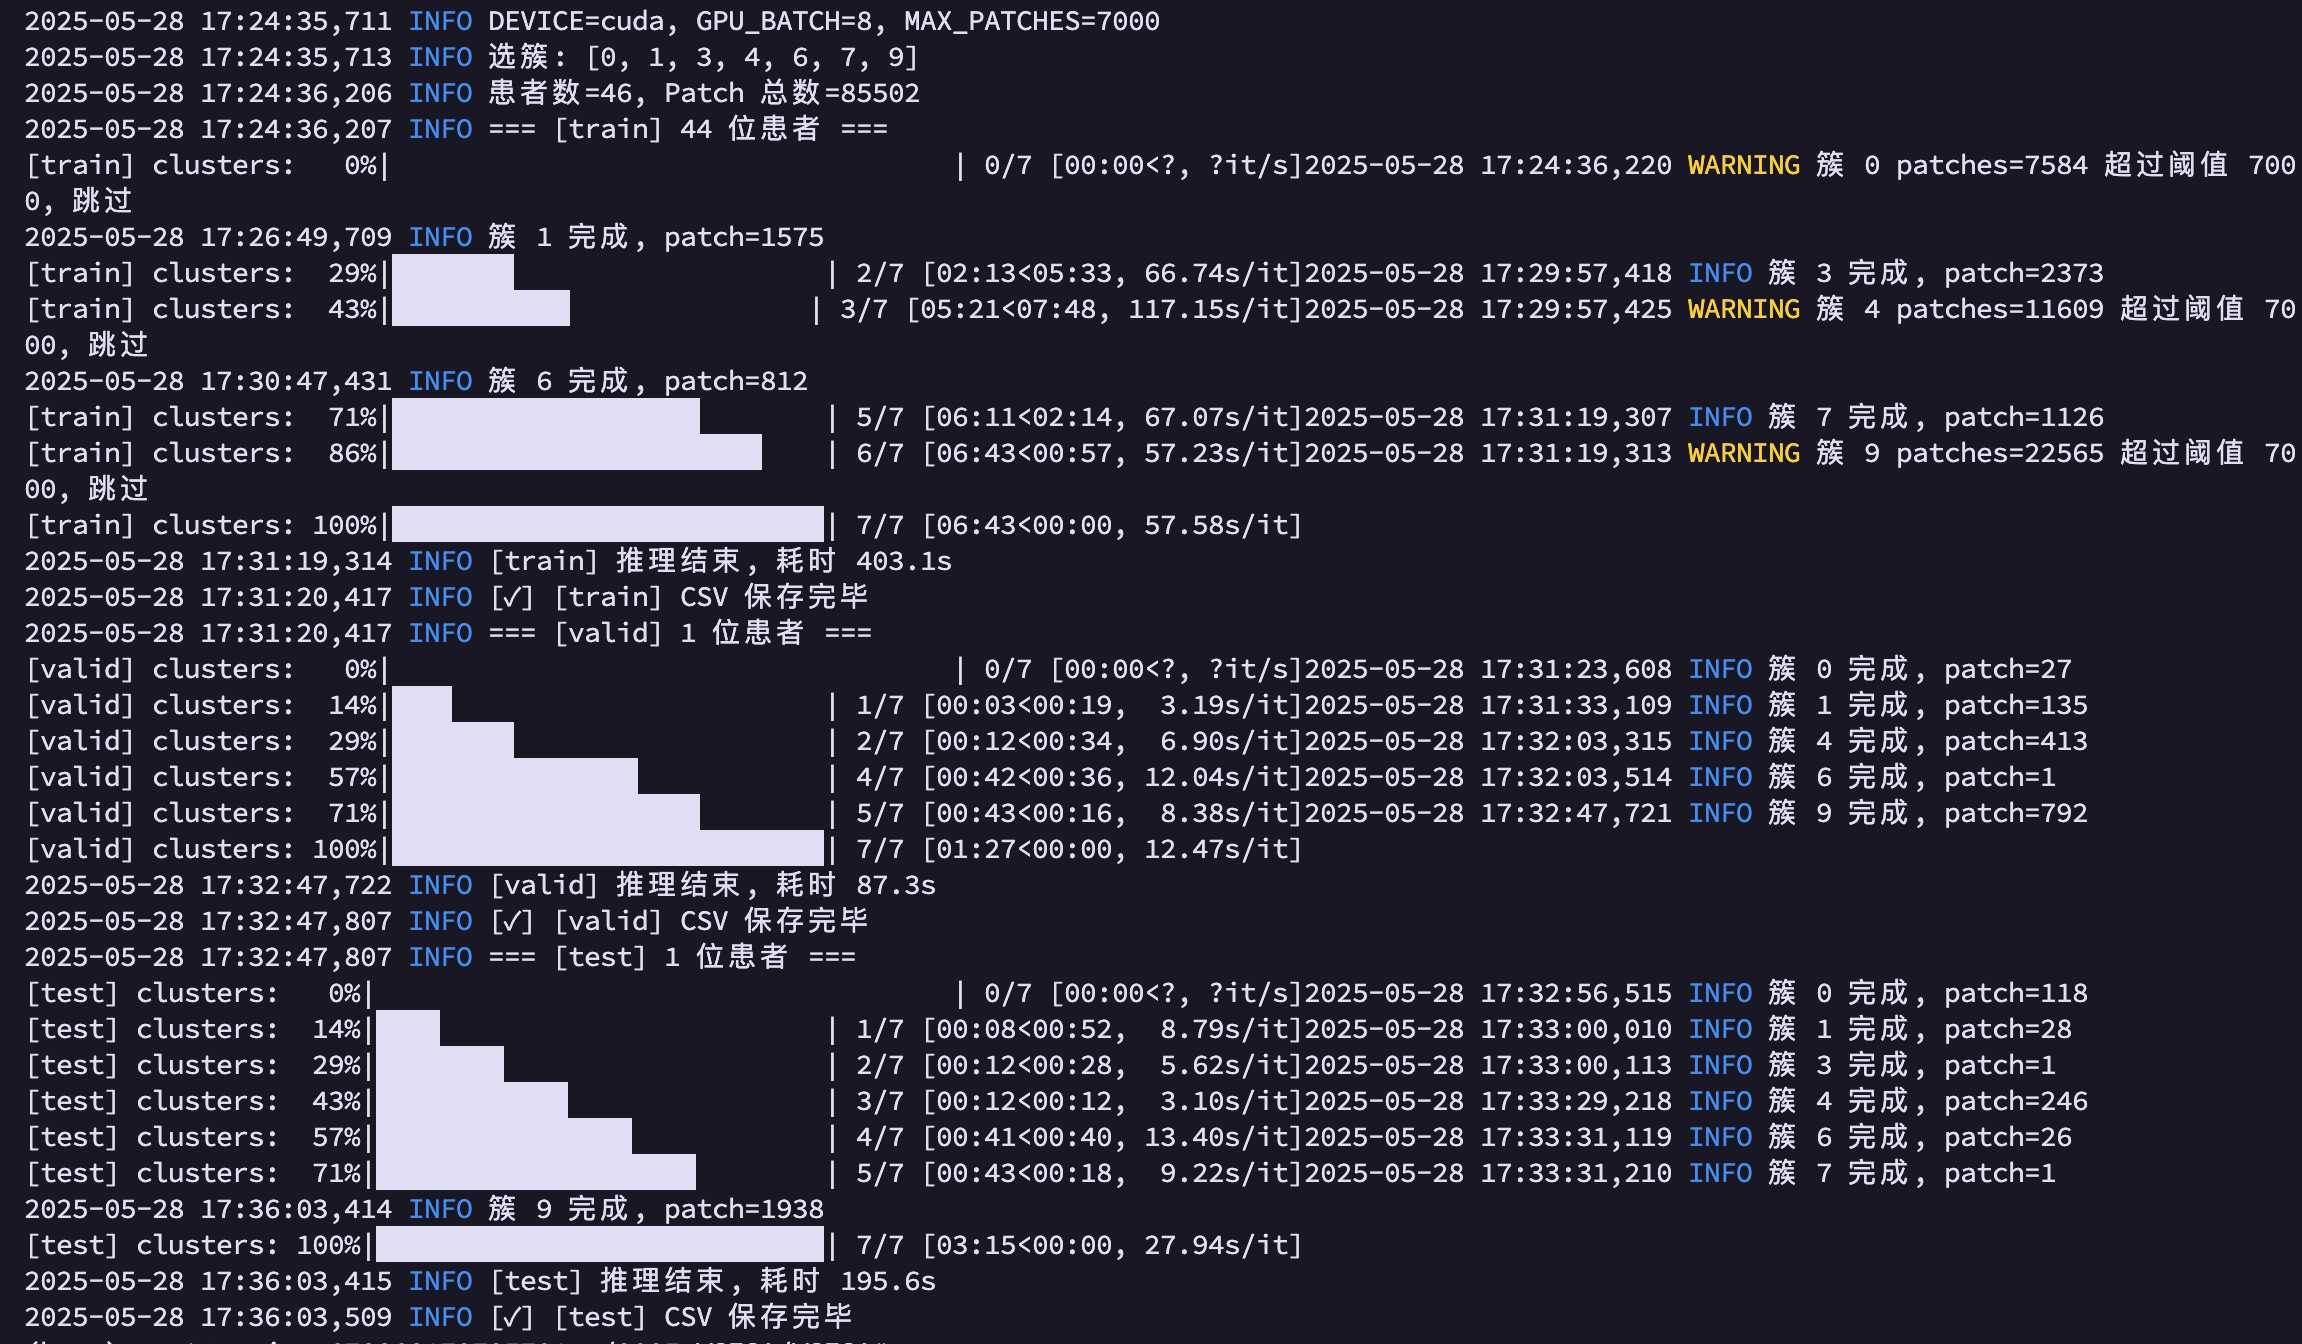 2025-05-28 17:24:35,711 INFO DEVICE=cuda, GPU_BATCH=8, MAX_PATCHES=7000
2025-05-28 17:24:35,713 INFO 选簇: [0, 1, 3, 4, 6, 7, 9]
2025-05-28 17:24:36,206 INFO 患者数=46, Patch 总数=85502
2025-05-28 17:24:36,207 INFO === [train] 44 位患者 ===
[train] clusters:   0%|                                   | 0/7 [00:00<?, ?it/s]2025-05-28 17:24:36,220 WARNING 簇 0 patches=7584 超过阈值 700
0, 跳过
2025-05-28 17:26:49,709 INFO 簇 1 完成, patch=1575
[train] clusters:  29%|                           | 2/7 [02:13<05:33, 66.74s/it]2025-05-28 17:29:57,418 INFO 簇 3 完成, patch=2373
[train] clusters:  43%|                          | 3/7 [05:21<07:48, 117.15s/it]2025-05-28 17:29:57,425 WARNING 簇 4 patches=11609 超过阈值 70
00, 跳过
2025-05-28 17:30:47,431 INFO 簇 6 完成, patch=812
[train] clusters:  71%|                           | 5/7 [06:11<02:14, 67.07s/it]2025-05-28 17:31:19,307 INFO 簇 7 完成, patch=1126
[train] clusters:  86%|                           | 6/7 [06:43<00:57, 57.23s/it]2025-05-28 17:31:19,313 WARNING 簇 9 patches=22565 超过阈值 70
00, 跳过
[train] clusters: 100%|                           | 7/7 [06:43<00:00, 57.58s/it]
2025-05-28 17:31:19,314 INFO [train] 推理结束, 耗时 403.1s
2025-05-28 17:31:20,417 INFO [✓] [train] CSV 保存完毕
2025-05-28 17:31:20,417 INFO === [valid] 1 位患者 ===
[valid] clusters:   0%|                                   | 0/7 [00:00<?, ?it/s]2025-05-28 17:31:23,608 INFO 簇 0 完成, patch=27
[valid] clusters:  14%|                           | 1/7 [00:03<00:19,  3.19s/it]2025-05-28 17:31:33,109 INFO 簇 1 完成, patch=135
[valid] clusters:  29%|                           | 2/7 [00:12<00:34,  6.90s/it]2025-05-28 17:32:03,315 INFO 簇 4 完成, patch=413
[valid] clusters:  57%|                           | 4/7 [00:42<00:36, 12.04s/it]2025-05-28 17:32:03,514 INFO 簇 6 完成, patch=1
[valid] clusters:  71%|                           | 5/7 [00:43<00:16,  8.38s/it]2025-05-28 17:32:47,721 INFO 簇 9 完成, patch=792
[valid] clusters: 100%|                           | 7/7 [01:27<00:00, 12.47s/it]
2025-05-28 17:32:47,722 INFO [valid] 推理结束, 耗时 87.3s
2025-05-28 17:32:47,807 INFO [✓] [valid] CSV 保存完毕
2025-05-28 17:32:47,807 INFO === [test] 1 位患者 ===
[test] clusters:   0%|                                    | 0/7 [00:00<?, ?it/s]2025-05-28 17:32:56,515 INFO 簇 0 完成, patch=118
[test] clusters:  14%|                            | 1/7 [00:08<00:52,  8.79s/it]2025-05-28 17:33:00,010 INFO 簇 1 完成, patch=28
[test] clusters:  29%|                            | 2/7 [00:12<00:28,  5.62s/it]2025-05-28 17:33:00,113 INFO 簇 3 完成, patch=1
[test] clusters:  43%|                            | 3/7 [00:12<00:12,  3.10s/it]2025-05-28 17:33:29,218 INFO 簇 4 完成, patch=246
[test] clusters:  57%|                            | 4/7 [00:41<00:40, 13.40s/it]2025-05-28 17:33:31,119 INFO 簇 6 完成, patch=26
[test] clusters:  71%|                            | 5/7 [00:43<00:18,  9.22s/it]2025-05-28 17:33:31,210 INFO 簇 7 完成, patch=1
2025-05-28 17:36:03,414 INFO 簇 9 完成, patch=1938
[test] clusters: 100%|                            | 7/7 [03:15<00:00, 27.94s/it]
2025-05-28 17:36:03,415 INFO [test] 推理结束, 耗时 195.6s
2025-05-28 17:36:03,509 INFO [✓] [test] CSV 保存完毕